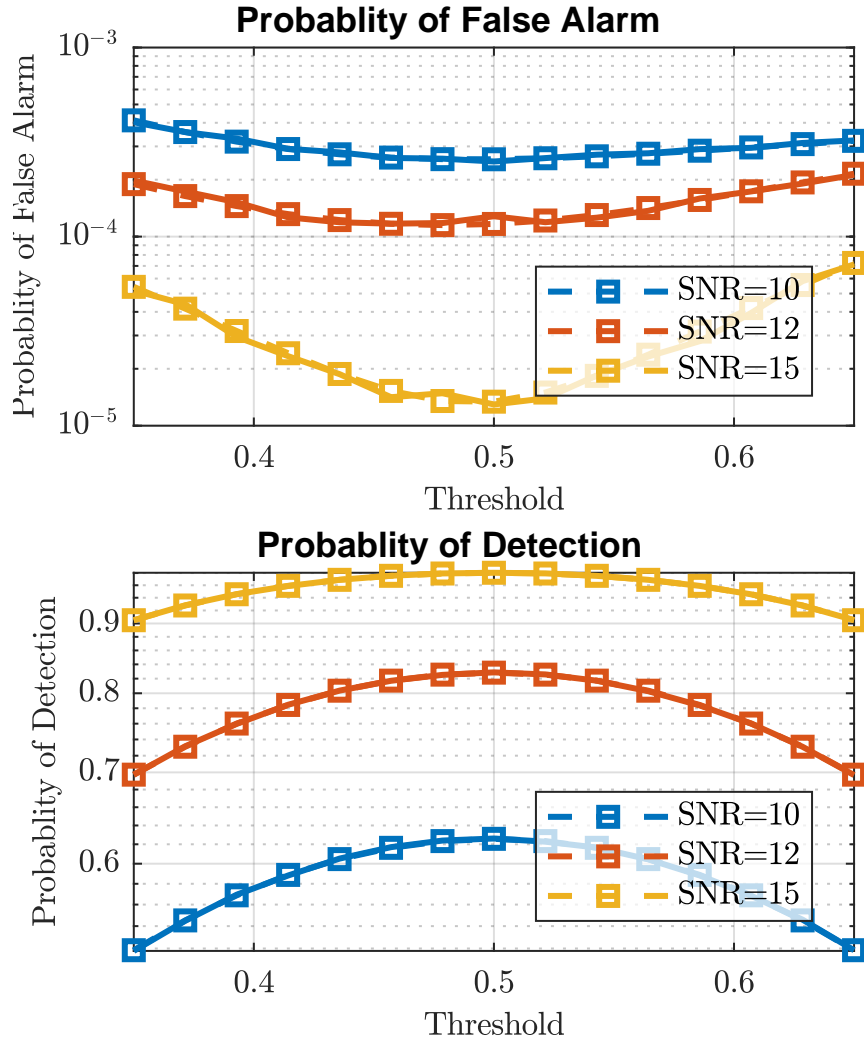 Probablity of False Alarm
10^{-3}
10^{-4}
10^{-5}
Probablity of False Alarm
SNR=10
SNR=12
SNR=15
0.4 0.5 0.6
Threshold
Probablity of Detection
0.9
0.8
0.7
0.6
Probablity of Detection
SNR=10
SNR=12
SNR=15
0.4 0.5 0.6
Threshold